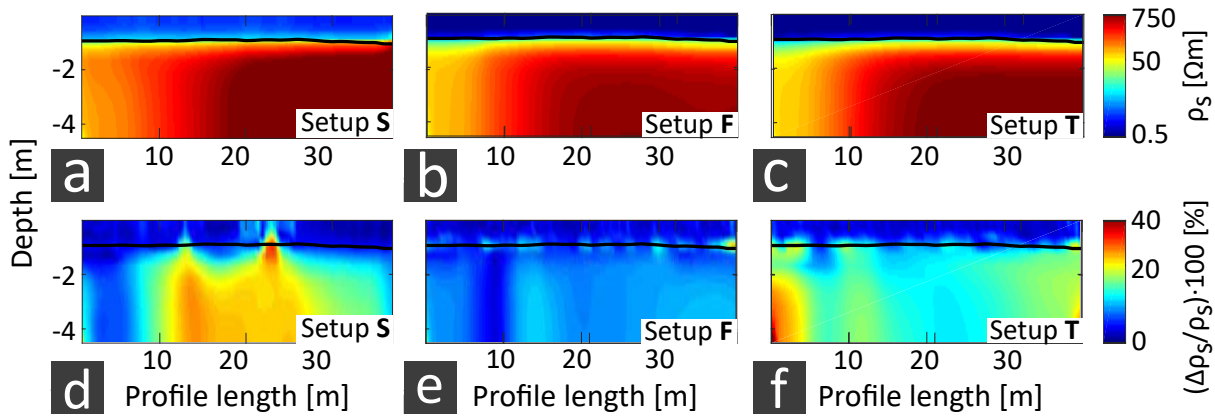 Depth [m]
-2
-4
Setup S
10 20 30
a
Setup F
10 20 30
b
Setup T
10 20 30
c
750
50
0.5
ρs [Ωm]
-2
-4
Setup S
10 20 30
d
Profile length [m]
Setup F
10 20 30
e
Profile length [m]
Setup T
10 20 30
f
Profile length [m]
40
20
0
(Δρs/ρs)·100 [%]